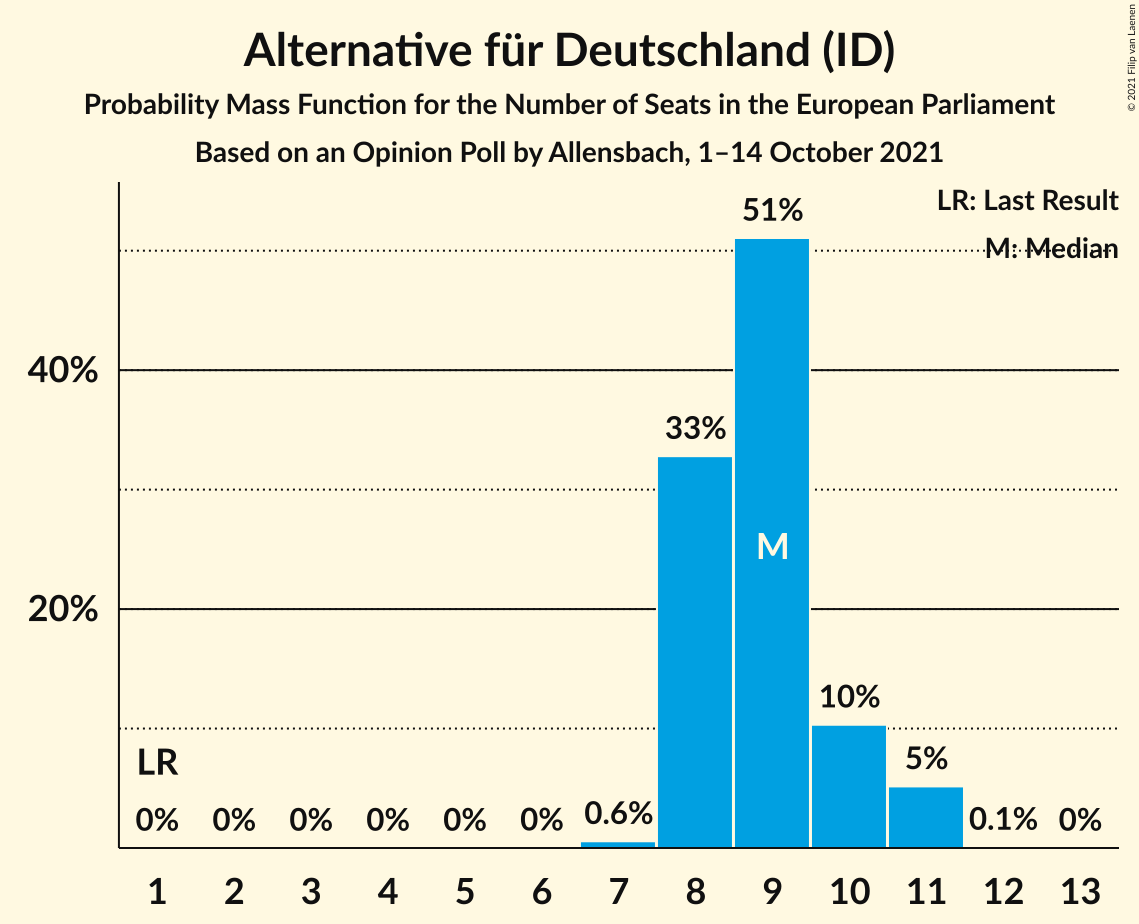 Alternative für Deutschland (ID)
Probability Mass Function for the Number of Seats in the European Parliament
Based on an Opinion Poll by Allensbach, 1–14 October 2021
© 2021 Filip van Laenen
LR: Last Result
M: Median
51%
40%
33%
M
20%
10%
LR
5%
0% 0% 0% 0% 0% 0% 0.6% 0.1% 0%
1 2 3 4 5 6 7 8 9 10 11 12 13